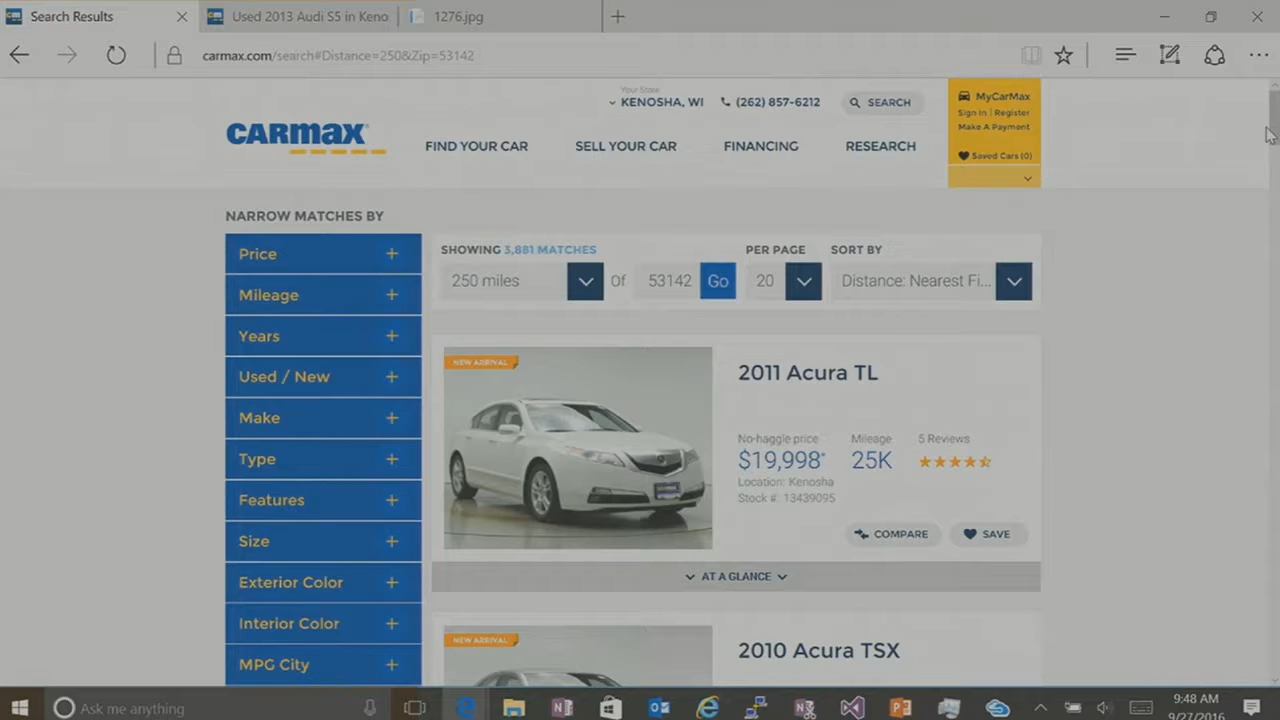 Search Results
Used 2013 Audi S5 in Keno
1276.jpg
carmax.com/search#Distance=250&Zip=53142
Your State
KENOSHA, WI
(262) 857-6212
SEARCH
MyCarMax
Sign In | Register
Make A Payment
Saved Cars (0)
CARMAX
FIND YOUR CAR
SELL YOUR CAR
FINANCING
RESEARCH
NARROW MATCHES BY
Price +
Mileage +
Years +
Used / New +
Make +
Type +
Features +
Size +
Exterior Color +
Interior Color +
MPG City +
SHOWING 3,881 MATCHES
PER PAGE
SORT BY
250 miles
Of
53142
Go
20
Distance: Nearest Fi...
NEW ARRIVAL
2011 Acura TL
No-haggle price
Mileage
5 Reviews
$19,998*
25K
Location: Kenosha
Stock #: 13439095
COMPARE
SAVE
AT A GLANCE
NEW ARRIVAL
2010 Acura TSX
Ask me anything
9:48 AM
9/27/2016